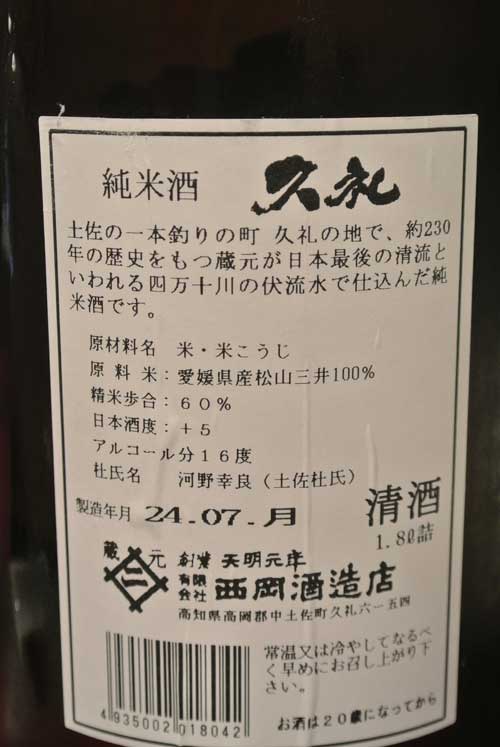 純米酒 久礼
土佐の一本釣りの町 久礼の地で、約230
年の歴史をもつ蔵元が日本最後の清流と
いわれる四万十川の伏流水で仕込んだ純
米酒です。
原材料名 米・米こうじ
原料米:愛媛県産松山三井100%
精米歩合:60%
日本酒度:+5
アルコール分16度
杜氏名 河野幸良(土佐杜氏)
製造年月 24.07.月
清酒
1.8ℓ詰
蔵元 創業 天明元年
有限会社 西岡酒造店
高知県高岡郡中土佐町久礼六一五四
常温又は冷やしてなるべ
く早めにお召し上がり下
さい。
4 935002 018042
お酒は20歳になってから